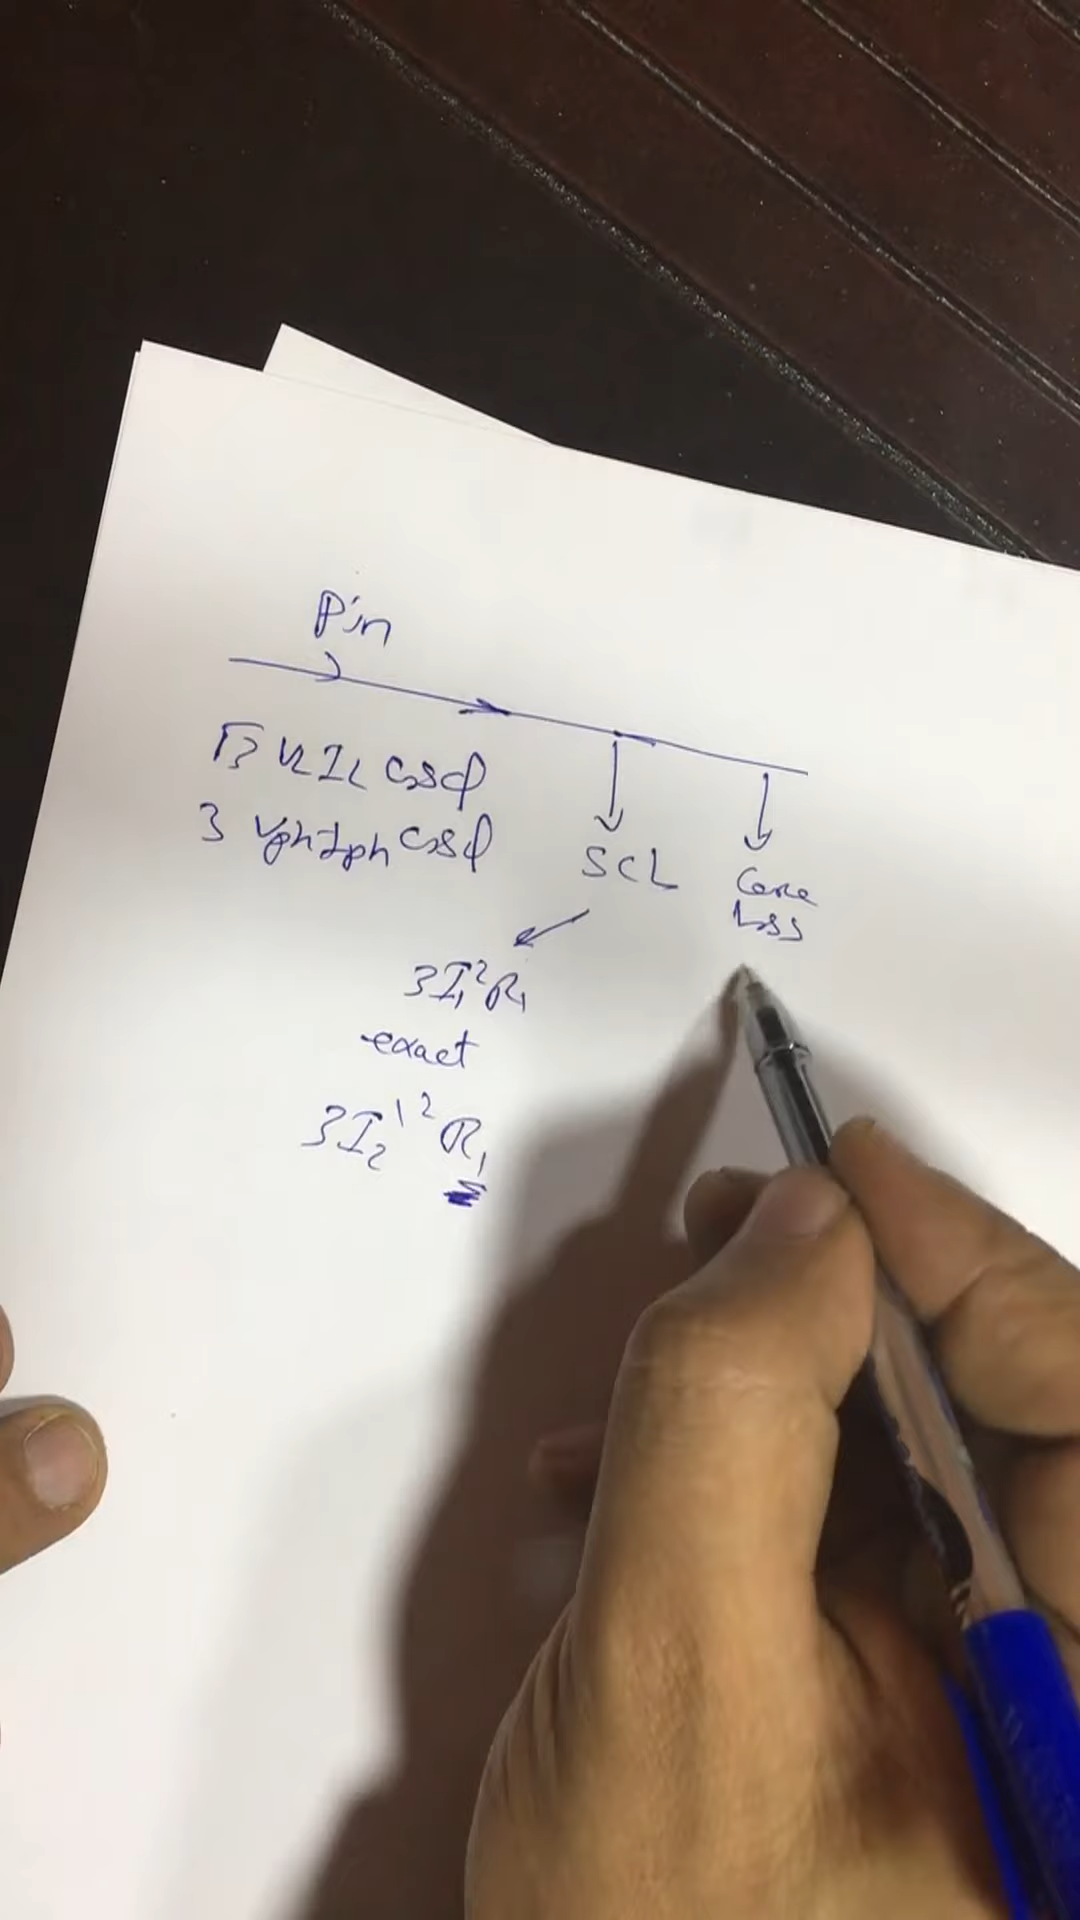 Pin
√3 VL IL cosφ
3 Vph Iph cosφ
SCL
Core
Loss
3I₁²R₁
exact
3I₂'²R₁